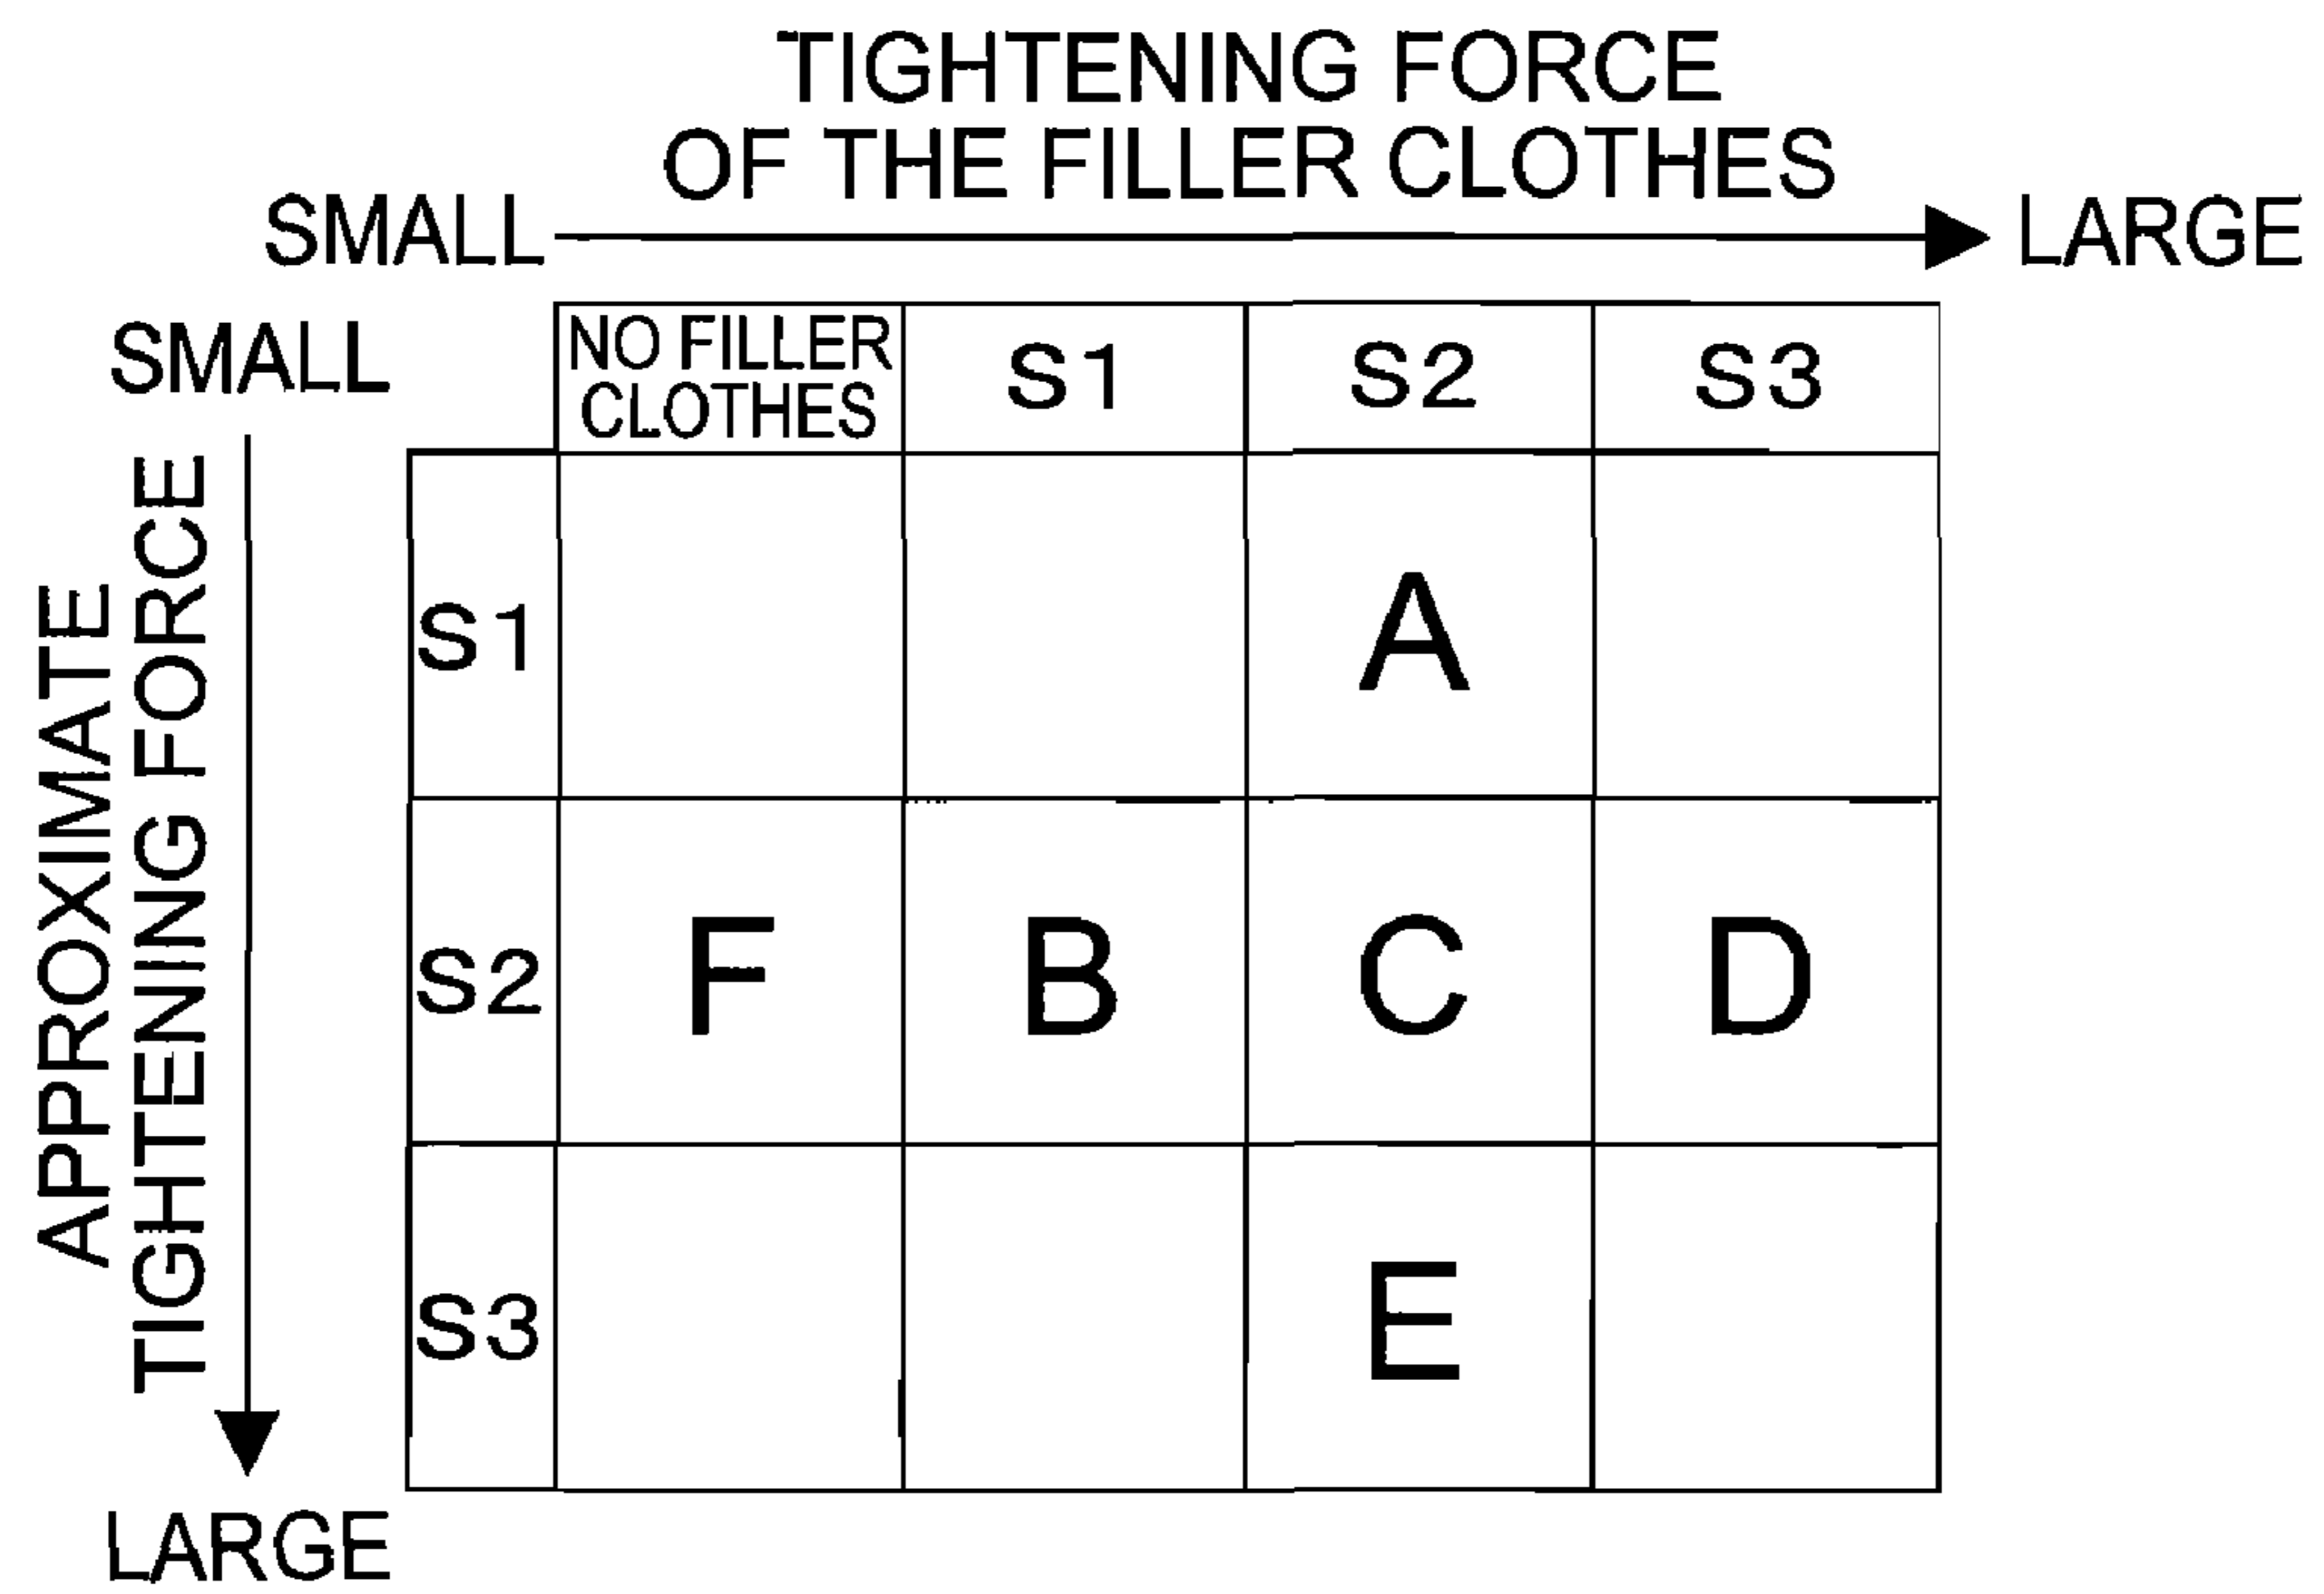 TIGHTENING FORCE
OF THE FILLER CLOTHES
SMALL
LARGE
SMALL
NO FILLER
CLOTHES
S1
S2
S3
APPROXIMATE
TIGHTENING FORCE
S1
A
S2
F
B
C
D
S3
E
LARGE